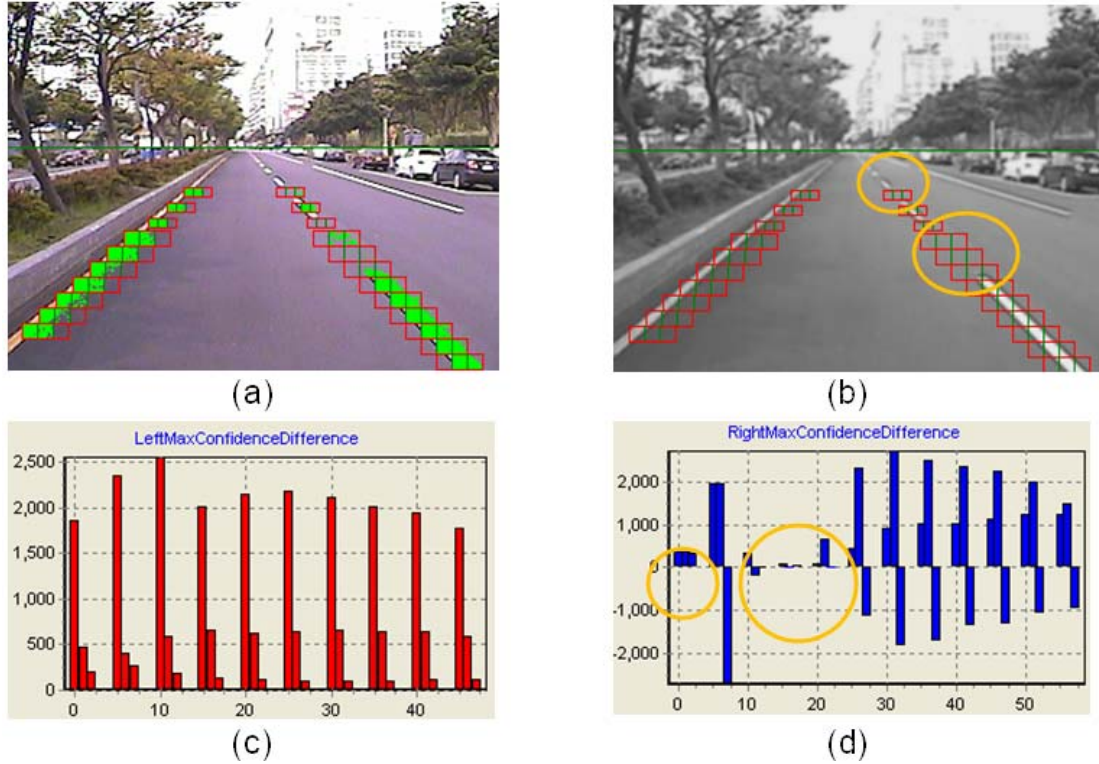 (a)
(b)
LeftMaxConfidenceDifference
2,500
2,000
1,500
1,000
500
0
0 10 20 30 40
(c)
RightMaxConfidenceDifference
2,000
1,000
0
-1,000
-2,000
0 10 20 30 40 50
(d)